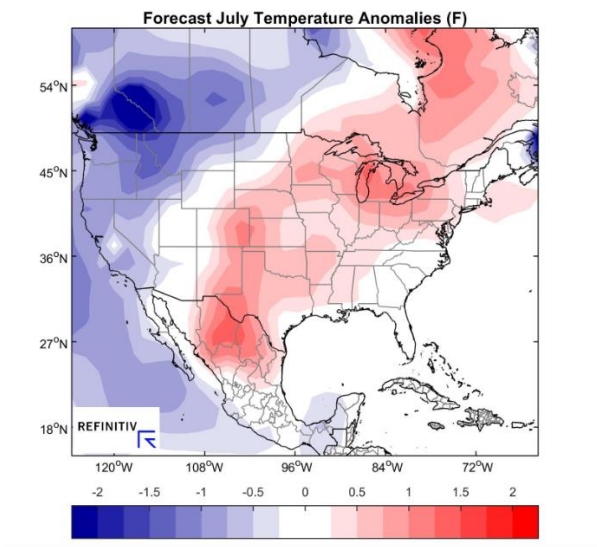 Forecast July Temperature Anomalies (F)
54°N
45°N
36°N
27°N
18°N
REFINITIV
120°W 108°W 96°W 84°W 72°W
-2 -1.5 -1 -0.5 0 0.5 1 1.5 2